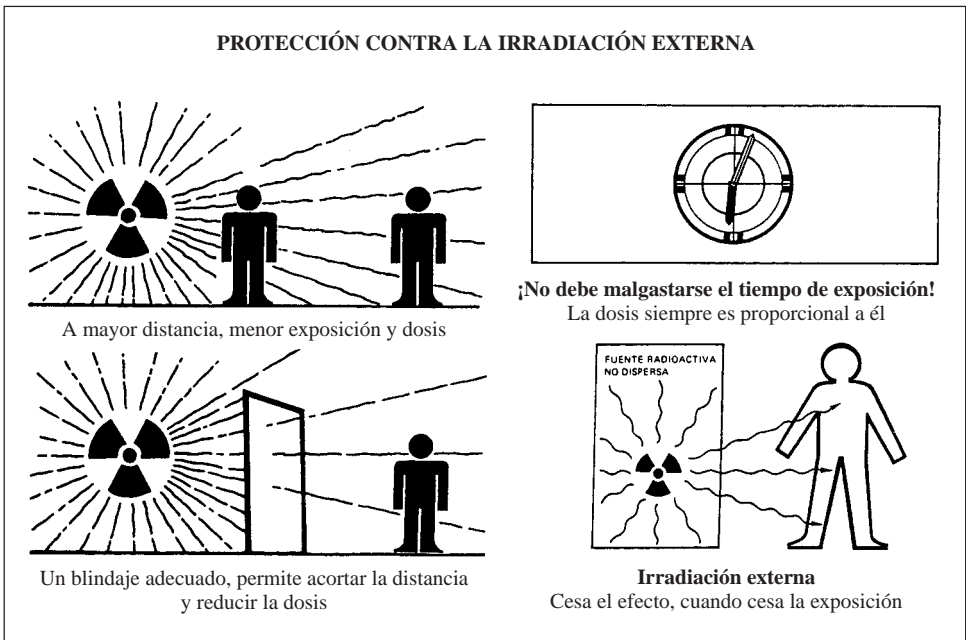 PROTECCIÓN CONTRA LA IRRADIACIÓN EXTERNA
A mayor distancia, menor exposición y dosis
¡No debe malgastarse el tiempo de exposición!
La dosis siempre es proporcional a él
Un blindaje adecuado, permite acortar la distancia
y reducir la dosis
FUENTE RADIOACTIVA
NO DISPERSA
Irradiación externa
Cesa el efecto, cuando cesa la exposición